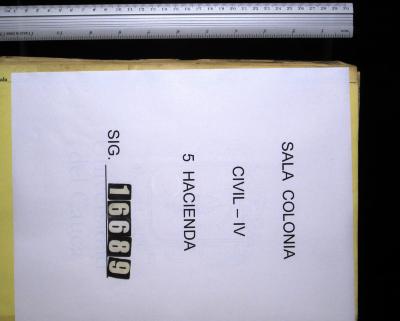 SALA COLONIA
CIVIL – IV
5 HACIENDA
SIG. 16689